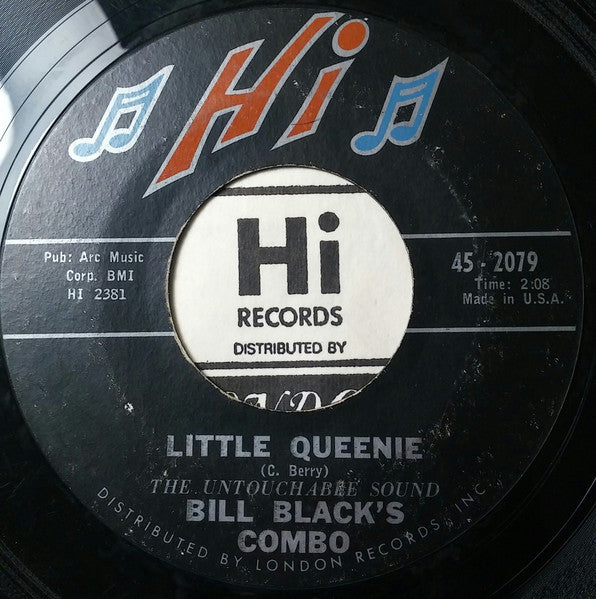 Hi
Pub: Arc Music
Corp. BMI
HI 2381
45-2079
Time: 2:08
Made in U.S.A.
Hi
RECORDS
DISTRIBUTED BY
LITTLE QUEENIE
(C. Berry)
THE UNTOUCHABLE SOUND
BILL BLACK'S
COMBO
DISTRIBUTED BY LONDON RECORDS, INC.